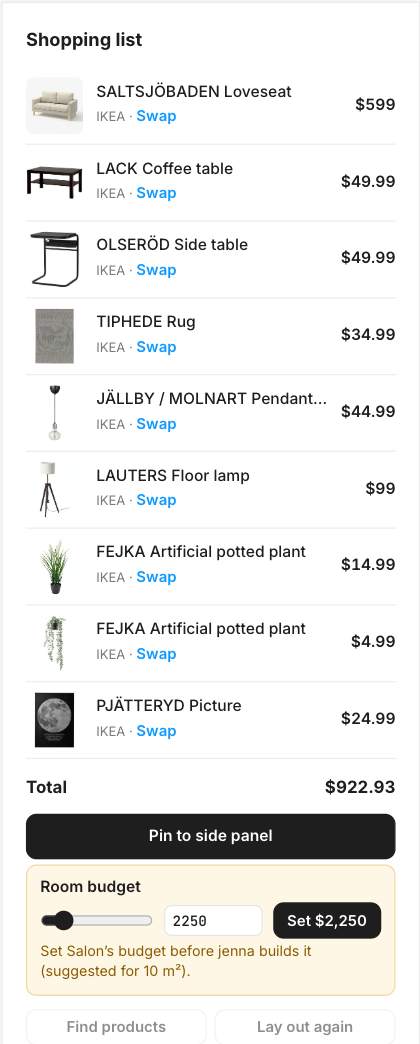 Shopping list
SALTSJÖBADEN Loveseat
IKEA · Swap
$599
LACK Coffee table
IKEA · Swap
$49.99
OLSERÖD Side table
IKEA · Swap
$49.99
TIPHEDE Rug
IKEA · Swap
$34.99
JÄLLBY / MOLNART Pendant...
IKEA · Swap
$44.99
LAUTERS Floor lamp
IKEA · Swap
$99
FEJKA Artificial potted plant
IKEA · Swap
$14.99
FEJKA Artificial potted plant
IKEA · Swap
$4.99
PJÄTTERYD Picture
IKEA · Swap
$24.99
Total
$922.93
Pin to side panel
Room budget
2250
Set $2,250
Set Salon’s budget before jenna builds it
(suggested for 10 m²).
Find products
Lay out again